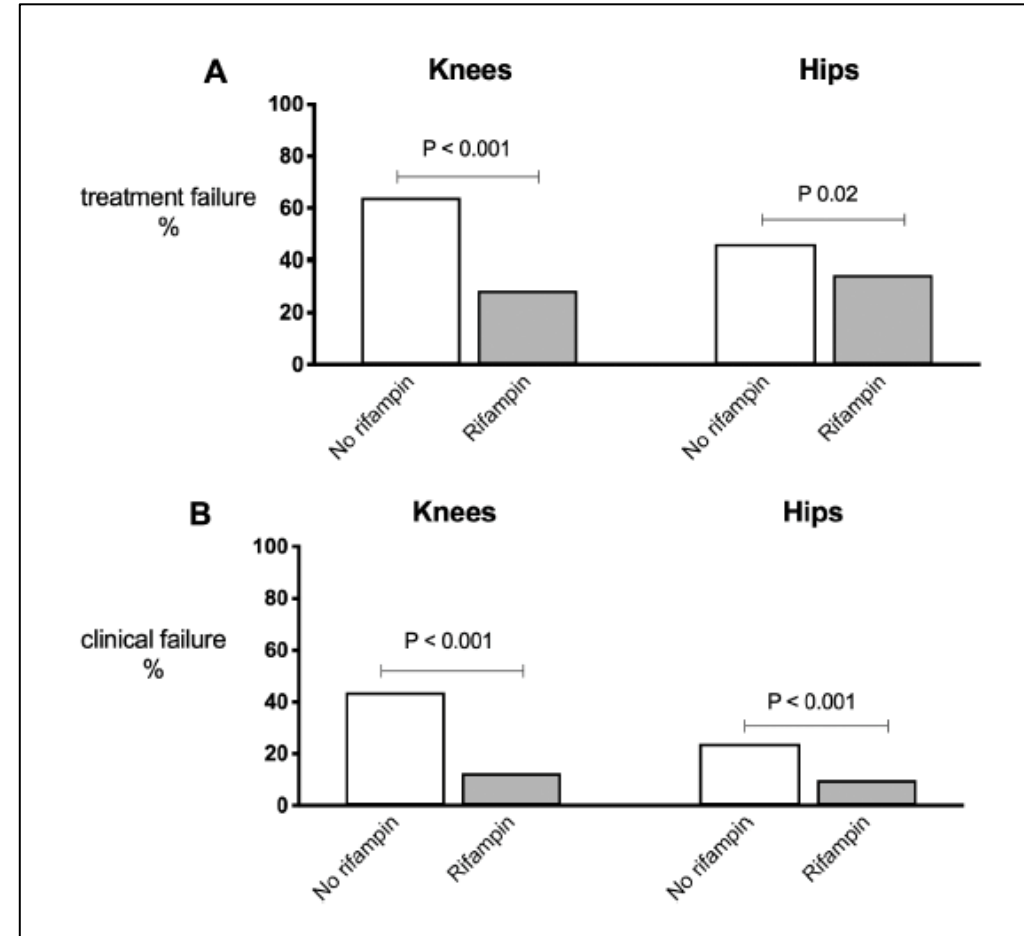 A
Knees
Hips
100
80
60
40
20
0
treatment failure
%
P < 0.001
P 0.02
No rifampin
Rifampin
No rifampin
Rifampin
B
Knees
Hips
100
80
60
40
20
0
clinical failure
%
P < 0.001
P < 0.001
No rifampin
Rifampin
No rifampin
Rifampin